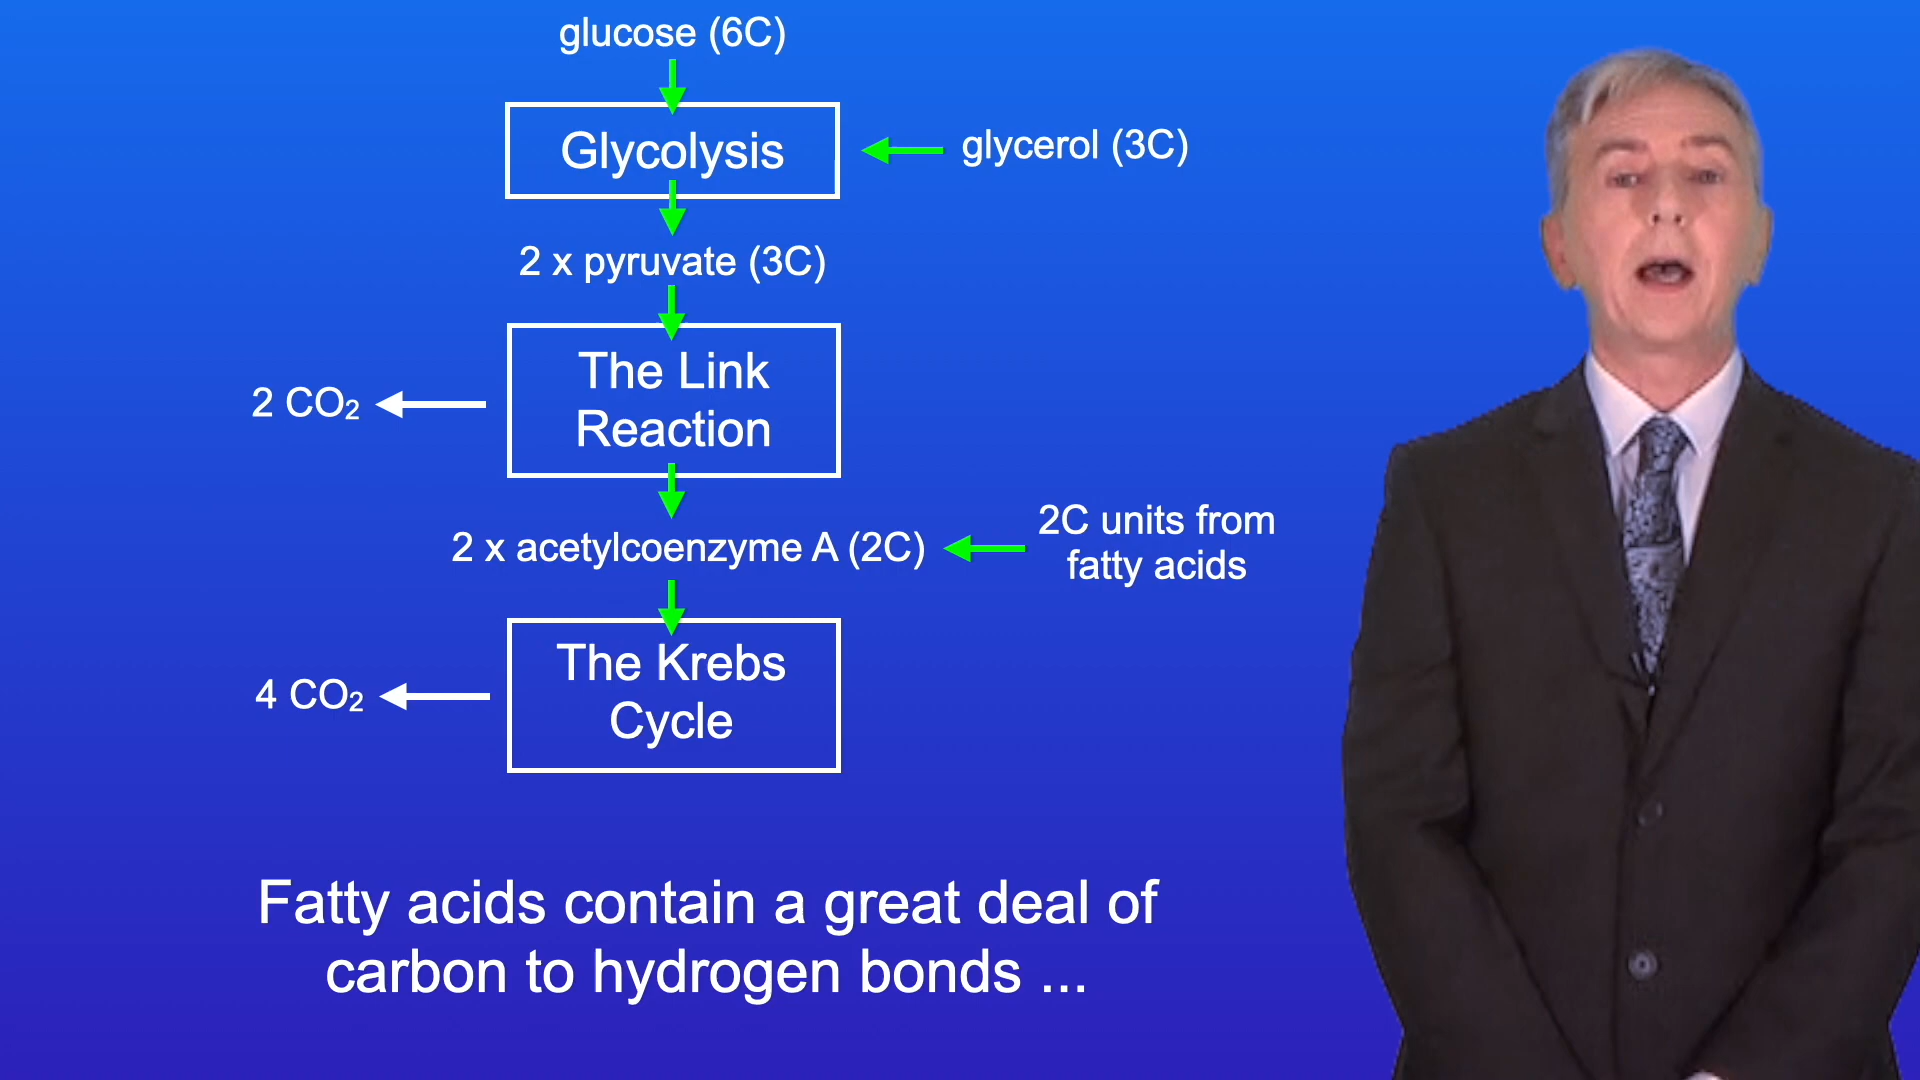 glucose (6C)
Glycolysis
glycerol (3C)
2 x pyruvate (3C)
The Link
Reaction
2 CO₂
2 x acetylcoenzyme A (2C)
2C units from
fatty acids
The Krebs
Cycle
4 CO₂
Fatty acids contain a great deal of
carbon to hydrogen bonds ...